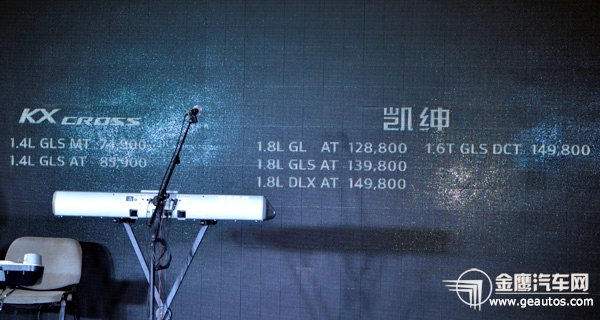 KX CROSS
1.4L GLS MT 74,900
1.4L GLS AT 89,900
凯绅
1.8L GL AT 128,800 1.6T GLS DCT 149,800
1.8L GLS AT 139,800
1.8L DLX AT 149,800
金鹰汽车网
www.geautos.com